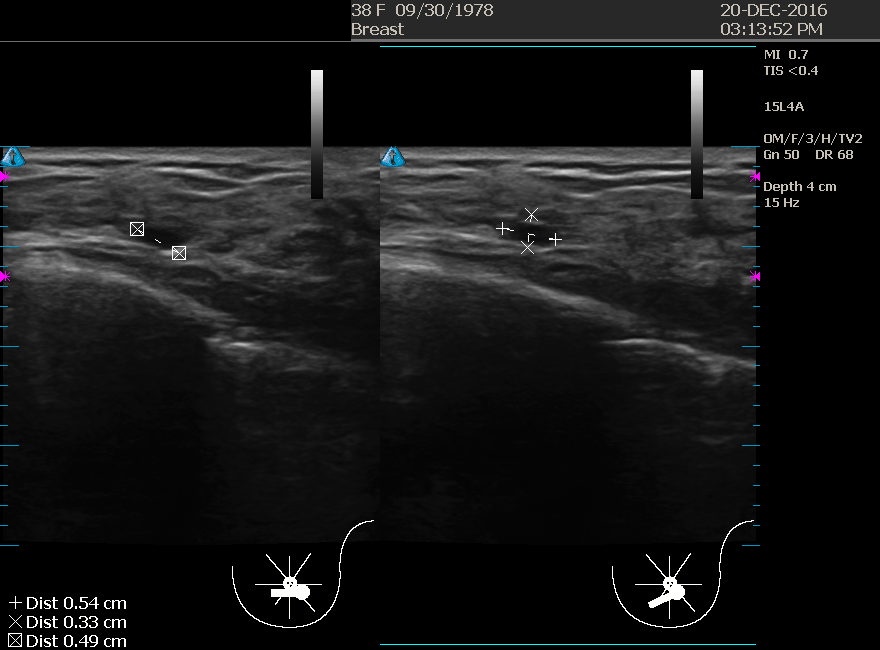 38 F 09/30/1978
20-DEC-2016
Breast
03:13:52 PM
MI 0.7
TIS <0.4
15L4A
OM/F/3/H/TV2
Gn 50 DR 68
Depth 4 cm
15 Hz
Dist 0.54 cm
Dist 0.33 cm
Dist 0.49 cm